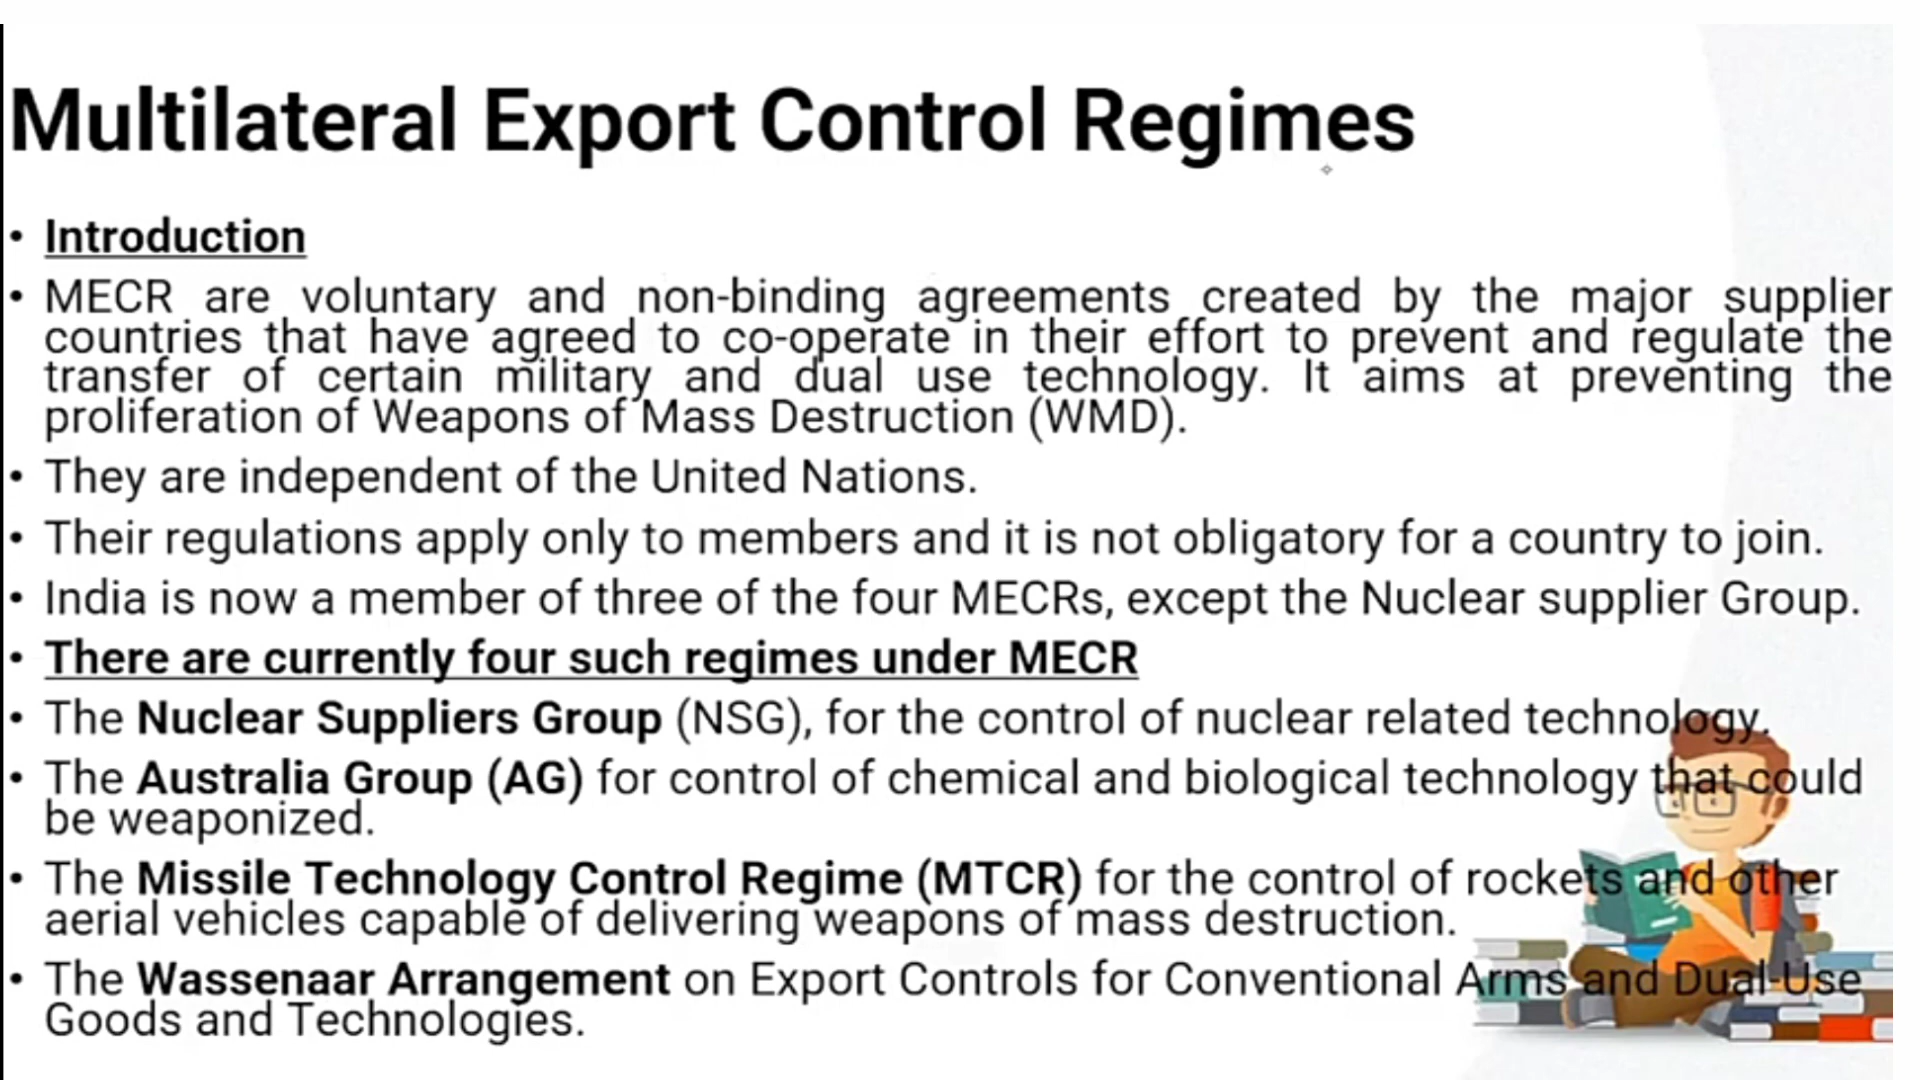 Multilateral Export Control Regimes
• Introduction
• MECR are voluntary and non-binding agreements created by the major supplier
countries that have agreed to co-operate in their effort to prevent and regulate the
transfer of certain military and dual use technology. It aims at preventing the
proliferation of Weapons of Mass Destruction (WMD).
• They are independent of the United Nations.
• Their regulations apply only to members and it is not obligatory for a country to join.
• India is now a member of three of the four MECRs, except the Nuclear supplier Group.
• There are currently four such regimes under MECR
• The Nuclear Suppliers Group (NSG), for the control of nuclear related technology.
• The Australia Group (AG) for control of chemical and biological technology that could
be weaponized.
• The Missile Technology Control Regime (MTCR) for the control of rockets and other
aerial vehicles capable of delivering weapons of mass destruction.
• The Wassenaar Arrangement on Export Controls for Conventional Arms and Dual-Use
Goods and Technologies.